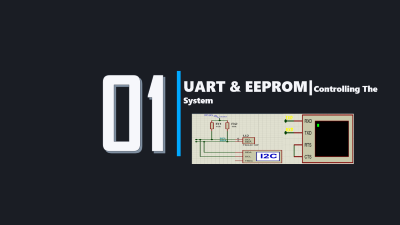 01
UART & EEPROM|Controlling The
System
I2C
RXD
TXD
RTS
CTS